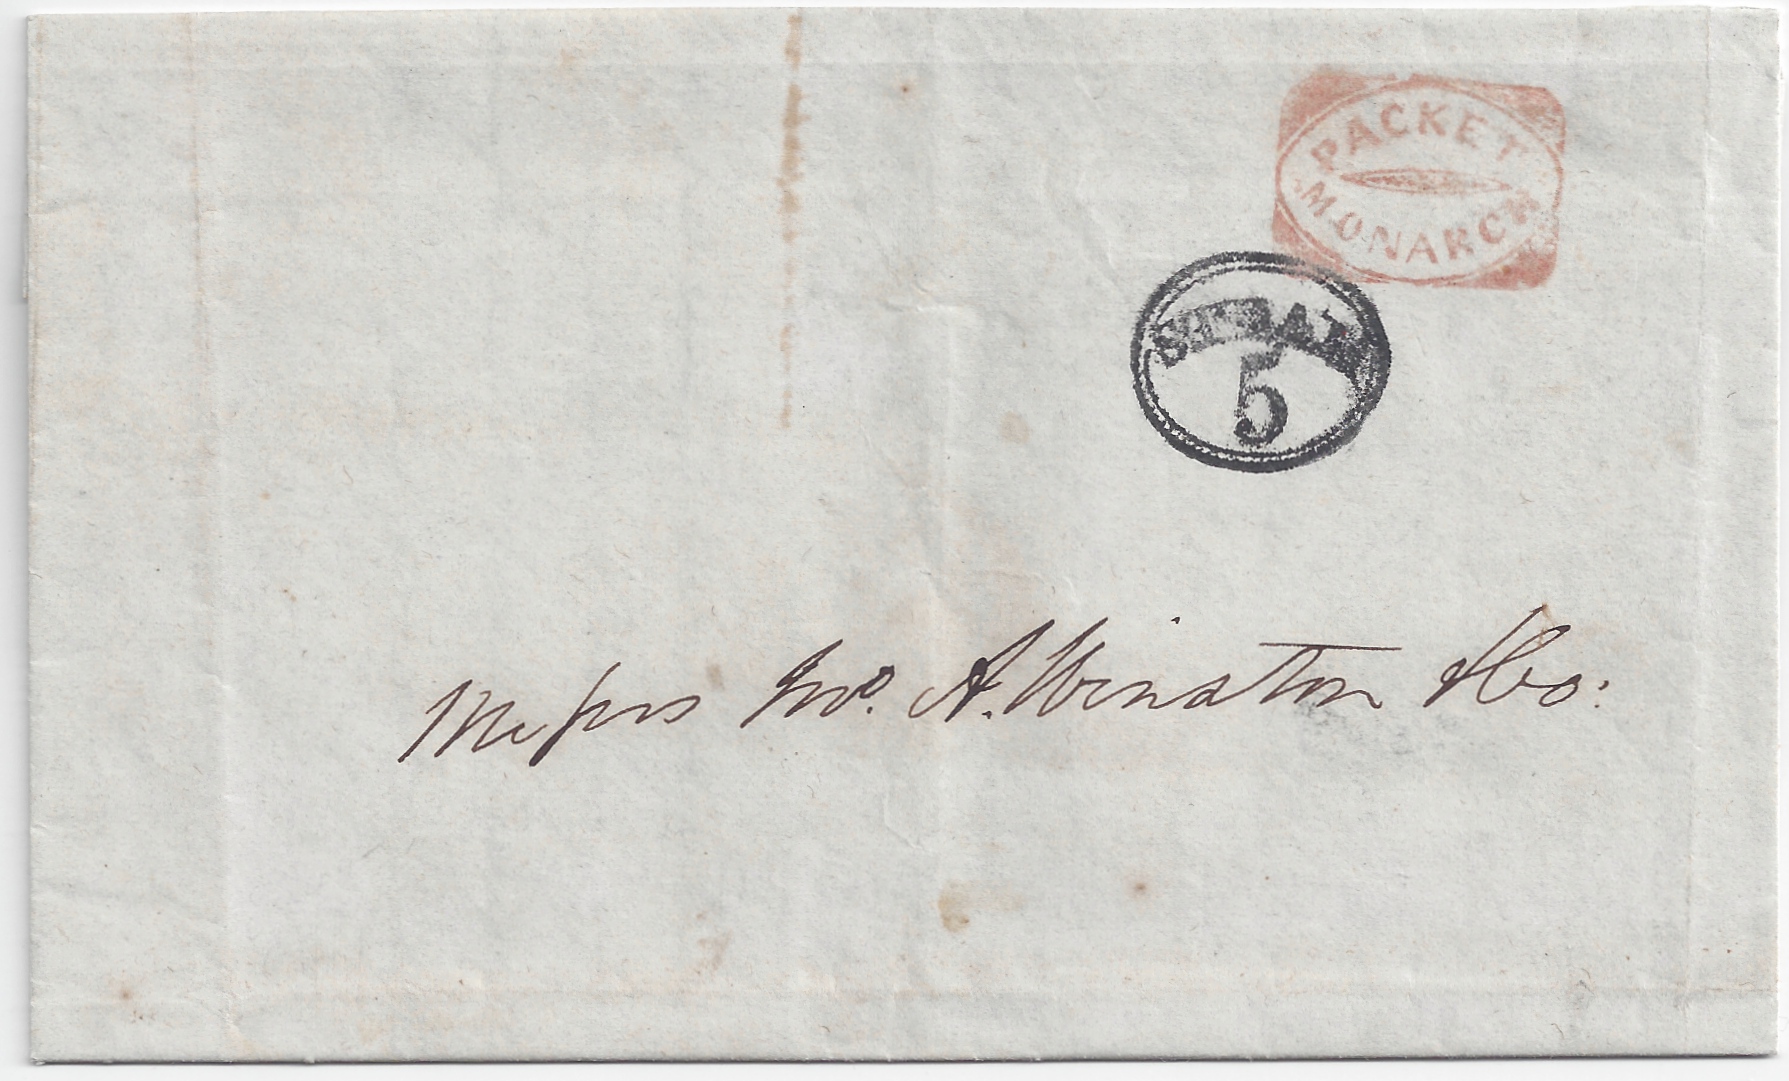 PACKET
MONARCH
STEAM
5
Messrs Jno. A. Winston & Co: